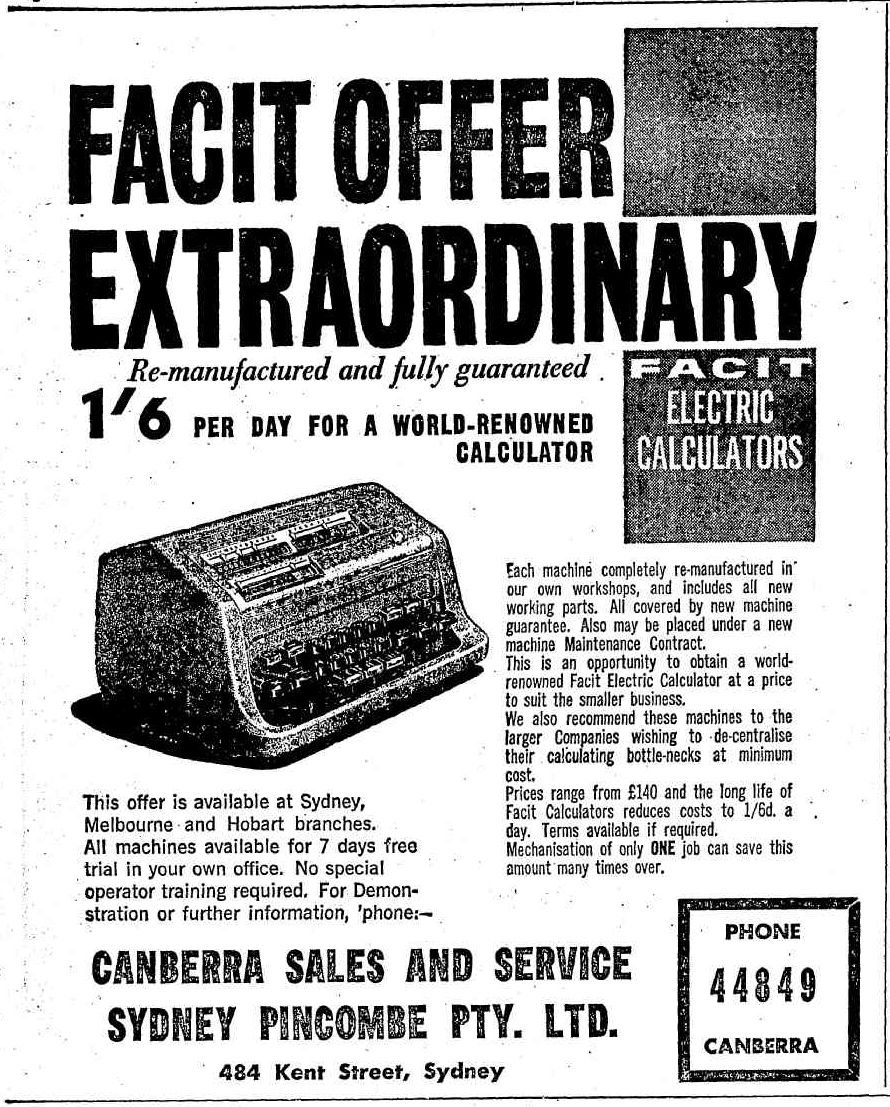 FACIT OFFER
EXTRAORDINARY
Re-manufactured and fully guaranteed.
1'6 PER DAY FOR A WORLD-RENOWNED
CALCULATOR
FACIT
ELECTRIC
CALCULATORS
Each machine completely re-manufactured in
our own workshops, and includes all new
working parts. All covered by new machine
guarantee. Also may be placed under a new
machine Maintenance Contract.
This is an opportunity to obtain a world-
renowned Facit Electric Calculator at a price
to suit the smaller business.
We also recommend these machines to the
larger Companies wishing to de-centralise
their calculating bottle-necks at minimum
cost.
Prices range from £140 and the long life of
Facit Calculators reduces costs to 1/6d. a
day. Terms available if required.
Mechanisation of only ONE job can save this
amount many times over.
This offer is available at Sydney,
Melbourne and Hobart branches.
All machines available for 7 days free
trial in your own office. No special
operator training required. For Demon-
stration or further information, 'phone:—
CANBERRA SALES AND SERVICE
SYDNEY PINCOMBE PTY. LTD.
484 Kent Street, Sydney
PHONE
44849
CANBERRA